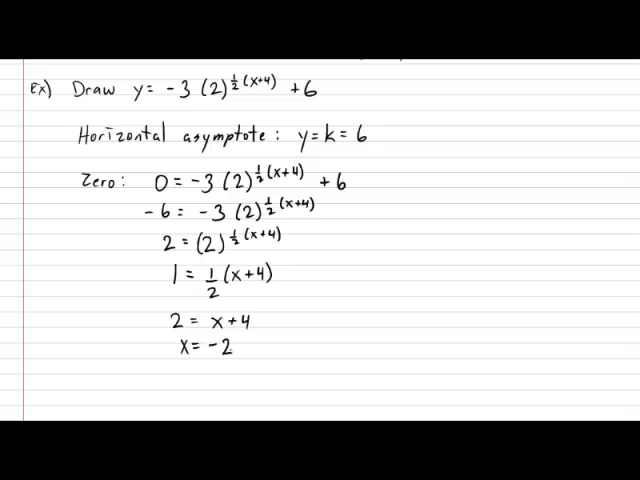 Ex) Draw y = -3 (2)^{1/2 (x+4)} + 6
Horizontal asymptote : y = k = 6
Zero : 0 = -3 (2)^{1/2 (x+4)} + 6
-6 = -3 (2)^{1/2 (x+4)}
2 = (2)^{1/2 (x+4)}
1 = 1/2 (x+4)
2 = x+4
x = -2